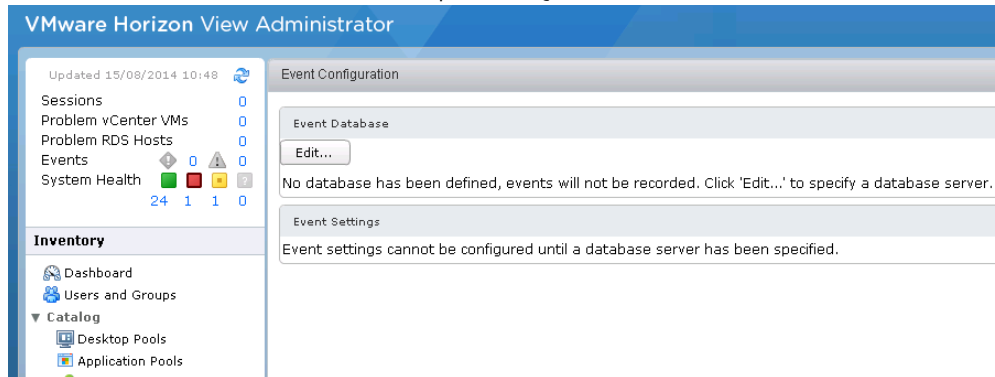 VMware Horizon View Administrator
Updated 15/08/2014 10:48
Sessions 0
Problem vCenter VMs 0
Problem RDS Hosts 0
Events 0 0
System Health ?
24 1 1 0
Inventory
Dashboard
Users and Groups
Catalog
Desktop Pools
Application Pools
Event Configuration
Event Database
Edit...
No database has been defined, events will not be recorded. Click 'Edit...' to specify a database server.
Event Settings
Event settings cannot be configured until a database server has been specified.